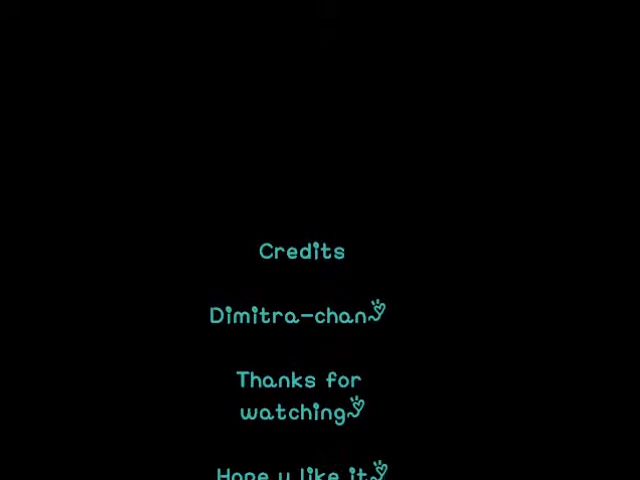 Credits
Dimitra-chan
Thanks for
watching
Hope u like it